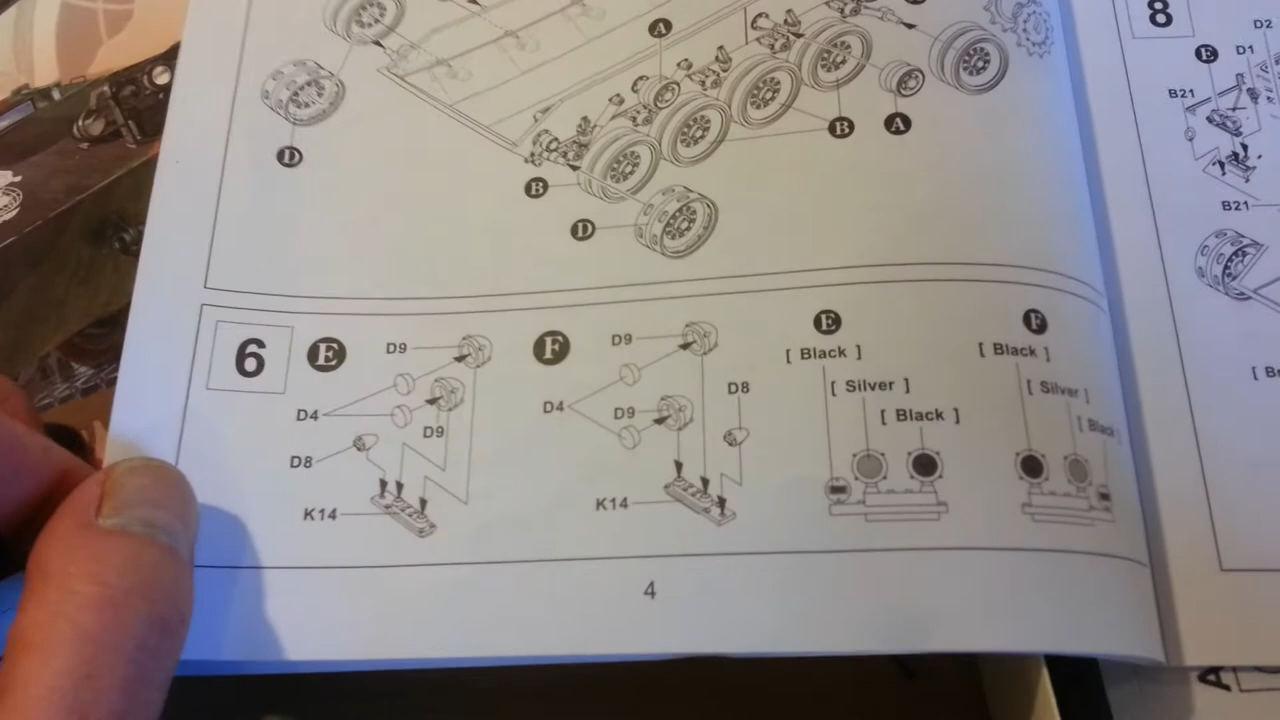 A
B
A
D
B
D
6
E
D9
D4
D9
D8
K14
F
D9
D4
D9
D8
K14
E
[ Black ]
[ Silver ]
[ Black ]
F
[ Black ]
[ Silver ]
[ Black
4
8
D2
E
D1
B21
B21
[ Br
A